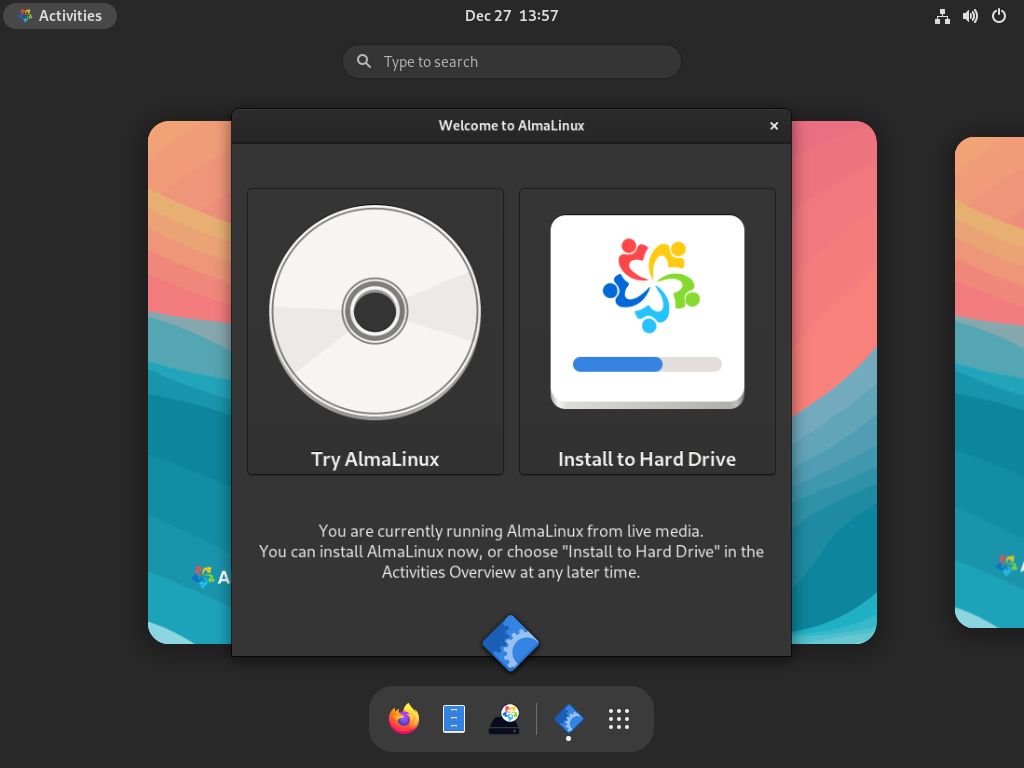 Activities
Dec 27 13:57
Type to search
Welcome to AlmaLinux
Try AlmaLinux
Install to Hard Drive
You are currently running AlmaLinux from live media.
You can install AlmaLinux now, or choose "Install to Hard Drive" in the
Activities Overview at any later time.